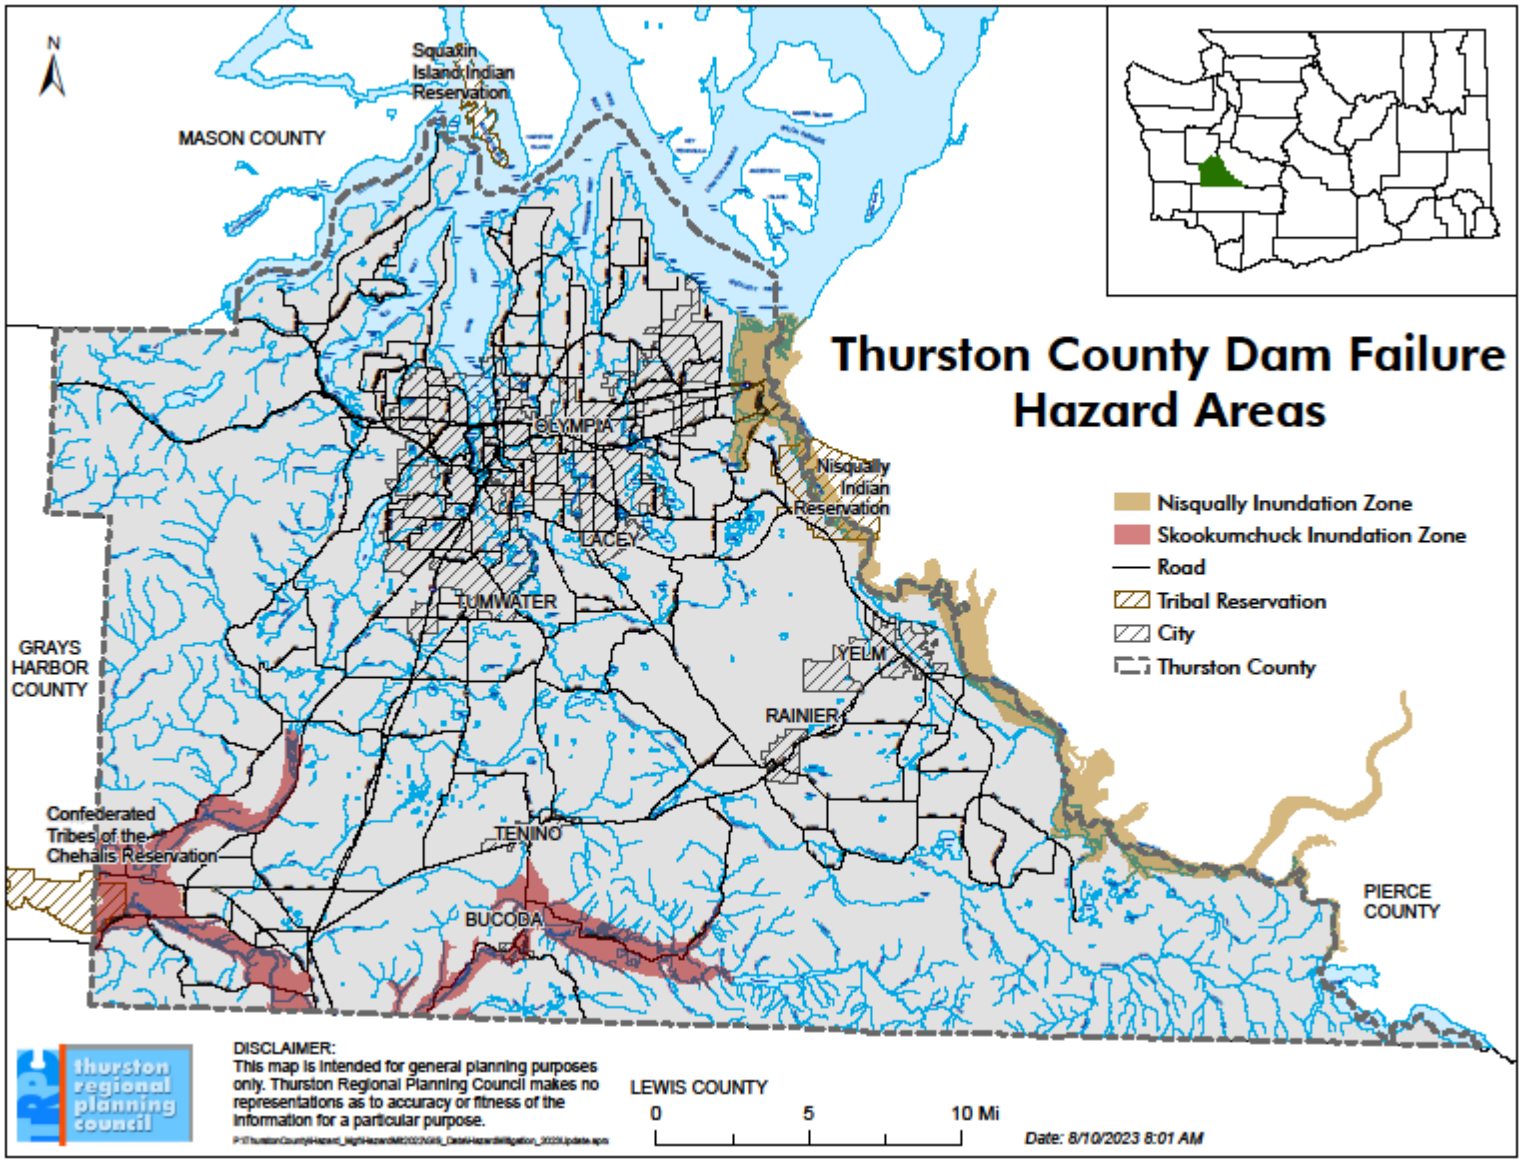 N
Squaxin
Island Indian
Reservation
MASON COUNTY
Thurston County Dam Failure
Hazard Areas
OLYMPIA
Nisqually
Indian
Reservation
Nisqually Inundation Zone
Skookumchuck Inundation Zone
Road
Tribal Reservation
City
Thurston County
LACEY
TUMWATER
GRAYS
HARBOR
COUNTY
YELM
RAINIER
Confederated
Tribes of the
Chehalis Reservation
TENINO
BUCODA
PIERCE
COUNTY
TRPC
thurston
regional
planning
council
DISCLAIMER:
This map is intended for general planning purposes
only. Thurston Regional Planning Council makes no
representations as to accuracy or fitness of the
information for a particular purpose.
LEWIS COUNTY
0 5 10 Mi
Date: 8/10/2023 8:01 AM